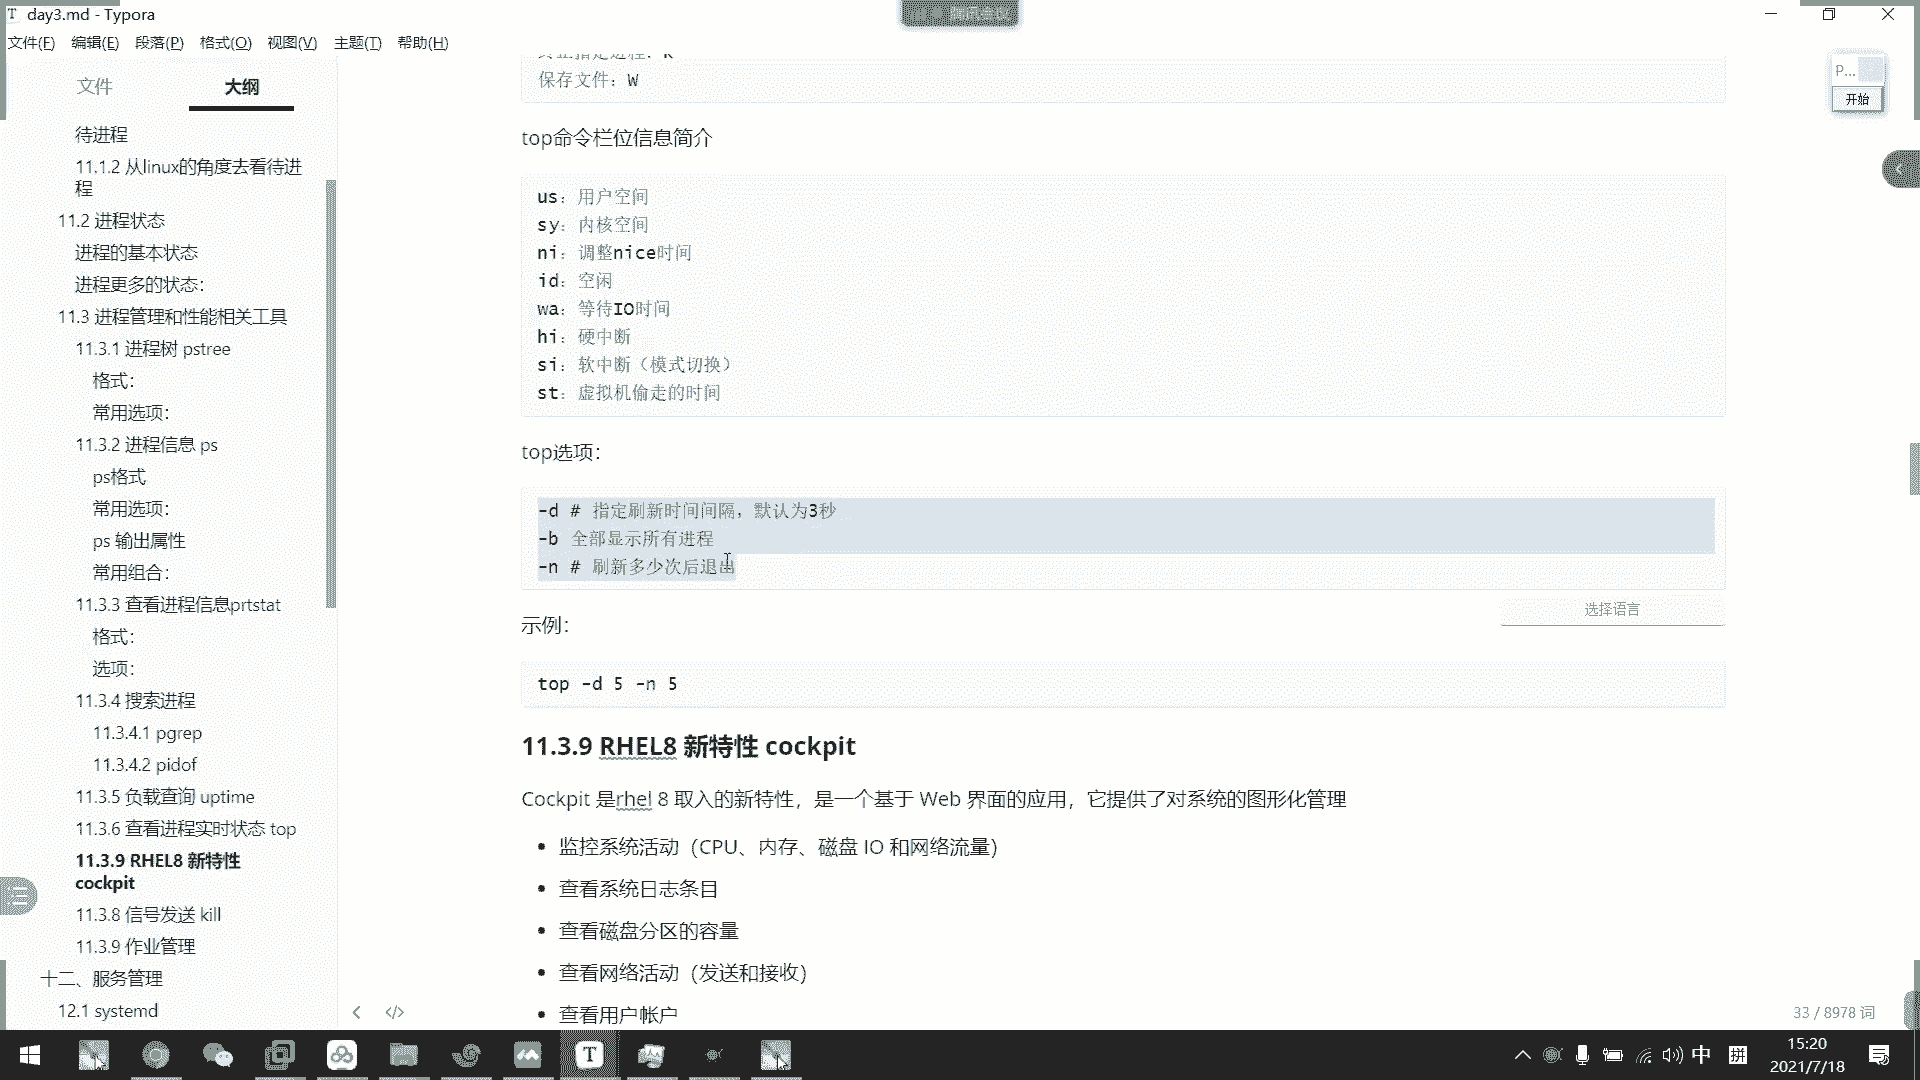 day3.md - Typora
文件(F) 编辑(E) 段落(P) 格式(O) 视图(V) 主题(T) 帮助(H)
文件 大纲
待进程
11.1.2 从linux的角度去看待进
程
11.2 进程状态
进程的基本状态
进程更多的状态：
11.3 进程管理和性能相关工具
11.3.1 进程树 pstree
格式：
常用选项：
11.3.2 进程信息 ps
ps格式
常用选项：
ps 输出属性
常用组合：
11.3.3 查看进程信息prtstat
格式：
选项：
11.3.4 搜索进程
11.3.4.1 pgrep
11.3.4.2 pidof
11.3.5 负载查询 uptime
11.3.6 查看进程实时状态 top
11.3.9 RHEL8 新特性
cockpit
11.3.8 信号发送 kill
11.3.9 作业管理
十二、服务管理
12.1 systemd
保存文件：W
top命令栏位信息简介
us：用户空间
sy：内核空间
ni：调整nice时间
id：空闲
wa：等待IO时间
hi：硬中断
si：软中断（模式切换）
st：虚拟机偷走的时间
top选项：
-d # 指定刷新时间间隔，默认为3秒
-b 全部显示所有进程
-n # 刷新多少次后退出
选择语言
示例：
top -d 5 -n 5
11.3.9 RHEL8 新特性 cockpit
Cockpit 是rhel 8 取入的新特性，是一个基于 Web 界面的应用，它提供了对系统的图形化管理
监控系统活动（CPU、内存、磁盘 IO 和网络流量）
查看系统日志条目
查看磁盘分区的容量
查看网络活动（发送和接收）
查看用户帐户
33 / 8978 词
P...
开始
中 拼
15:20
2021/7/18